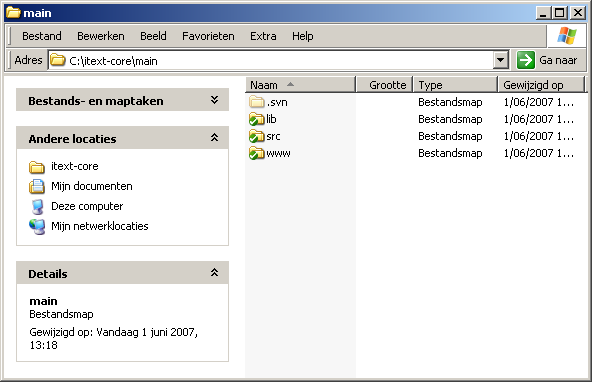 main
Bestand Bewerken Beeld Favorieten Extra Help
Adres C:\itext-core\main Ga naar
Bestands- en maptaken
Andere locaties
itext-core
Mijn documenten
Deze computer
Mijn netwerklocaties
Details
main
Bestandsmap
Gewijzigd op: Vandaag 1 juni 2007,
13:18
Naam Grootte Type Gewijzigd op
.svn Bestandsmap 1/06/2007 1...
lib Bestandsmap 1/06/2007 1...
src Bestandsmap 1/06/2007 1...
www Bestandsmap 1/06/2007 1...